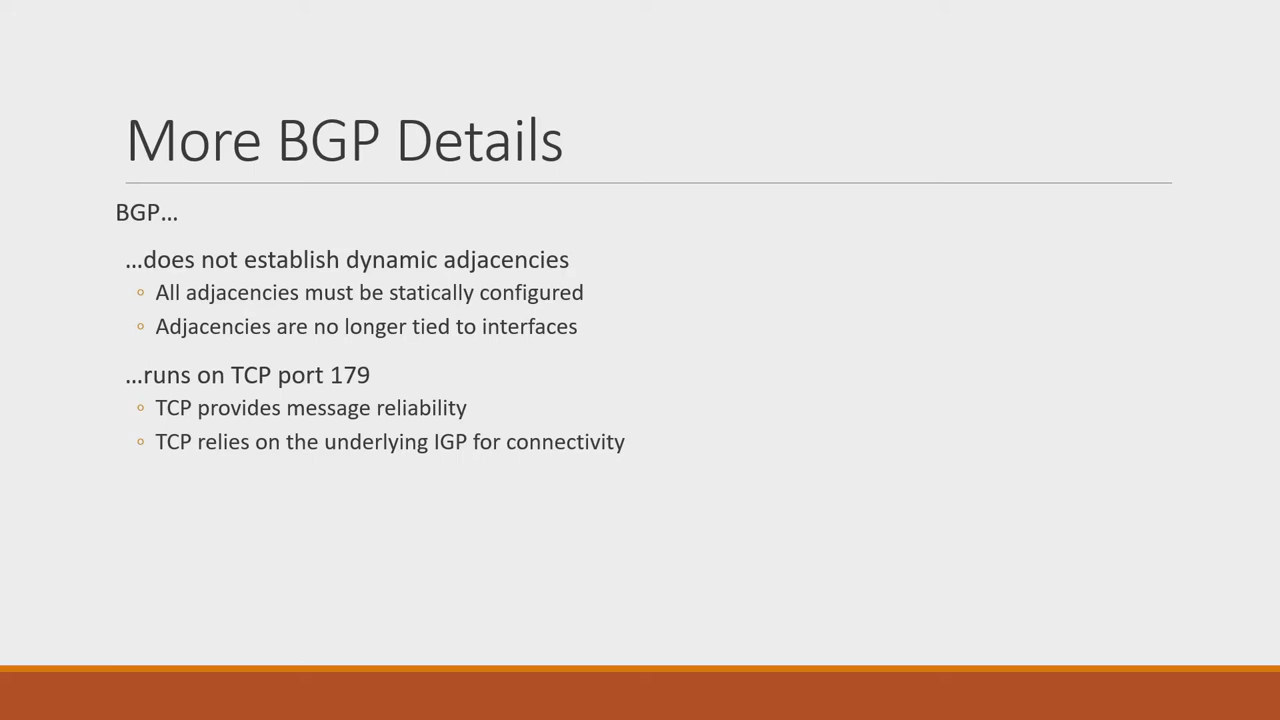 More BGP Details
BGP…
…does not establish dynamic adjacencies
◦ All adjacencies must be statically configured
◦ Adjacencies are no longer tied to interfaces
…runs on TCP port 179
◦ TCP provides message reliability
◦ TCP relies on the underlying IGP for connectivity